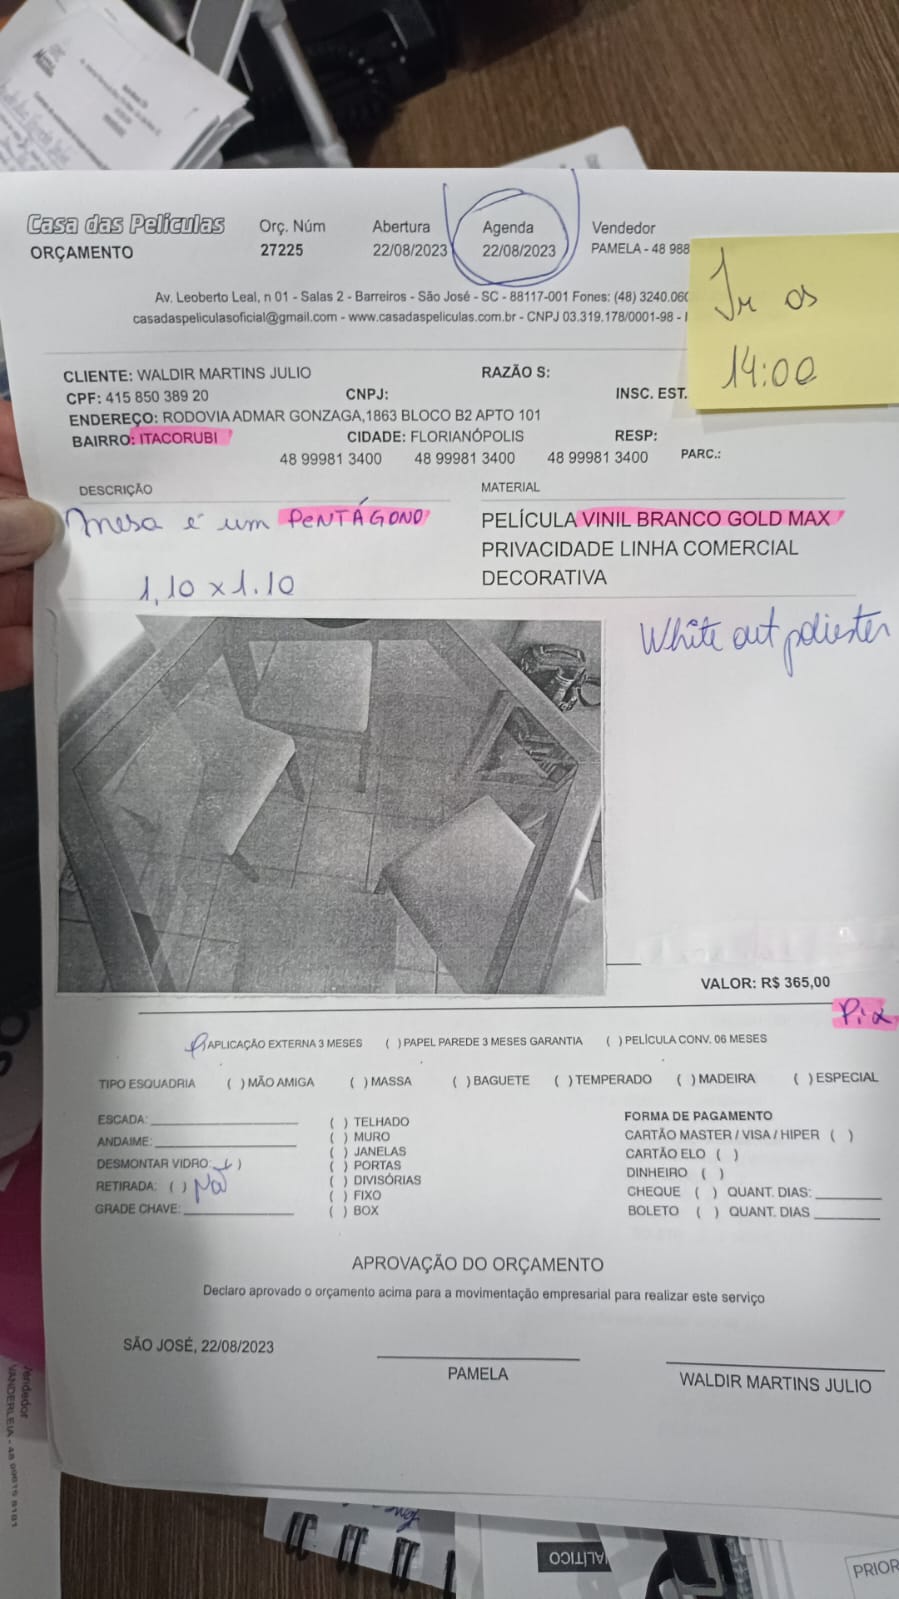 Casa das Películas
ORÇAMENTO
Orç. Núm
27225
Abertura
22/08/2023
Agenda
22/08/2023
Vendedor
PAMELA - 48 988
Ir as
14:00
Av. Leoberto Leal, n 01 - Salas 2 - Barreiros - São José - SC - 88117-001 Fones: (48) 3240.060
casadaspeliculasoficial@gmail.com - www.casadaspeliculas.com.br - CNPJ 03.319.178/0001-98 - I
CLIENTE: WALDIR MARTINS JULIO RAZÃO S:
CPF: 415 850 389 20 CNPJ: INSC. EST.
ENDEREÇO: RODOVIA ADMAR GONZAGA,1863 BLOCO B2 APTO 101
BAIRRO: ITACORUBI CIDADE: FLORIANÓPOLIS RESP:
48 99981 3400 48 99981 3400 48 99981 3400 PARC.:
DESCRIÇÃO
Mesa é um PENTÁGONO
1,10 x 1.10
MATERIAL
PELÍCULA VINIL BRANCO GOLD MAX
PRIVACIDADE LINHA COMERCIAL
DECORATIVA
White out poliester
VALOR: R$ 365,00
Pix
APLICAÇÃO EXTERNA 3 MESES ( ) PAPEL PAREDE 3 MESES GARANTIA ( ) PELÍCULA CONV. 06 MESES
TIPO ESQUADRIA ( ) MÃO AMIGA ( ) MASSA ( ) BAGUETE ( ) TEMPERADO ( ) MADEIRA ( ) ESPECIAL
ESCADA:
ANDAIME:
DESMONTAR VIDRO: )
RETIRADA: ( ) Não
GRADE CHAVE:
( ) TELHADO
( ) MURO
( ) JANELAS
( ) PORTAS
( ) DIVISÓRIAS
( ) FIXO
( ) BOX
FORMA DE PAGAMENTO
CARTÃO MASTER / VISA / HIPER ( )
CARTÃO ELO ( )
DINHEIRO ( )
CHEQUE ( ) QUANT. DIAS:
BOLETO ( ) QUANT. DIAS
APROVAÇÃO DO ORÇAMENTO
Declaro aprovado o orçamento acima para a movimentação empresarial para realizar este serviço
SÃO JOSÉ, 22/08/2023
PAMELA
WALDIR MARTINS JULIO
Vendedor
VANDERLEIA - 48 99615 8181
ALÍTICO
PRIOR